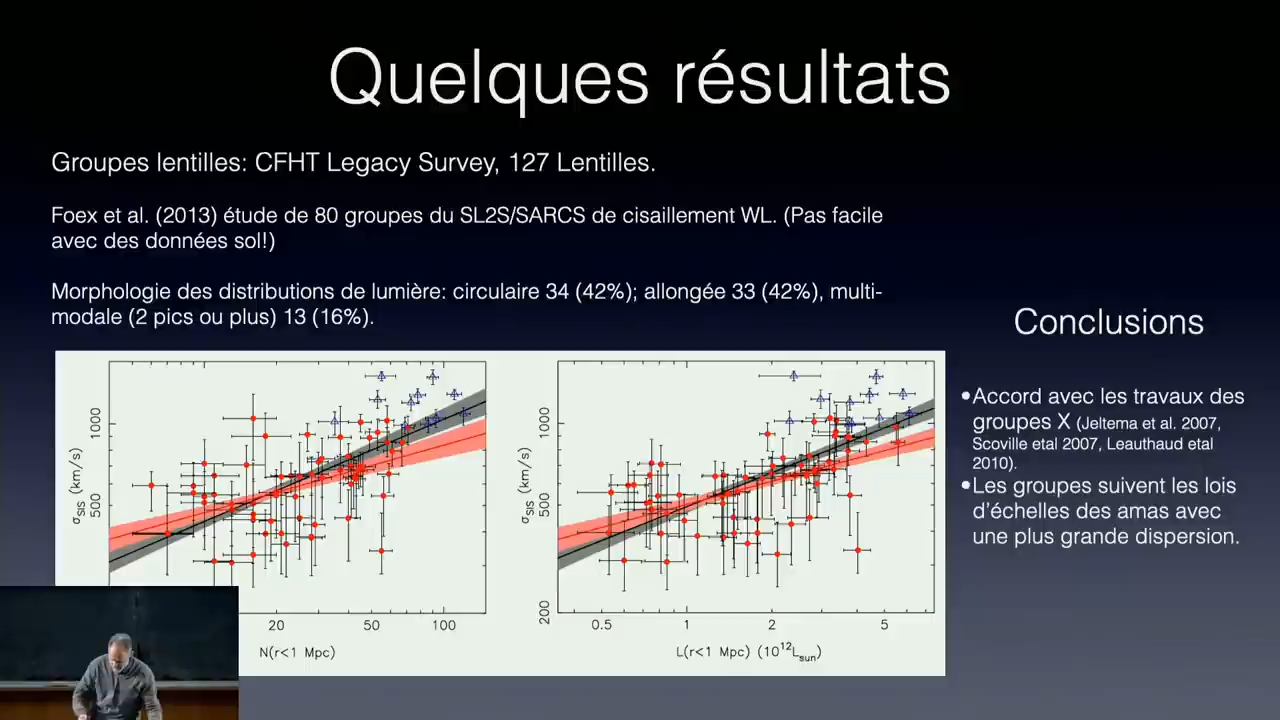 Quelques résultats
Groupes lentilles: CFHT Legacy Survey, 127 Lentilles.
Foex et al. (2013) étude de 80 groupes du SL2S/SARCS de cisaillement WL. (Pas facile
avec des données sol!)
Morphologie des distributions de lumière: circulaire 34 (42%); allongée 33 (42%), multi-
modale (2 pics ou plus) 13 (16%).
σSIS (km/s)
1000
500
20
50
100
N(r<1 Mpc)
σSIS (km/s)
1000
500
200
0.5
1
2
5
L(r<1 Mpc) (10¹²Lsun)
Conclusions
•Accord avec les travaux des
groupes X (Jeltema et al. 2007,
Scoville etal 2007, Leauthaud etal
2010).
•Les groupes suivent les lois
d'échelles des amas avec
une plus grande dispersion.